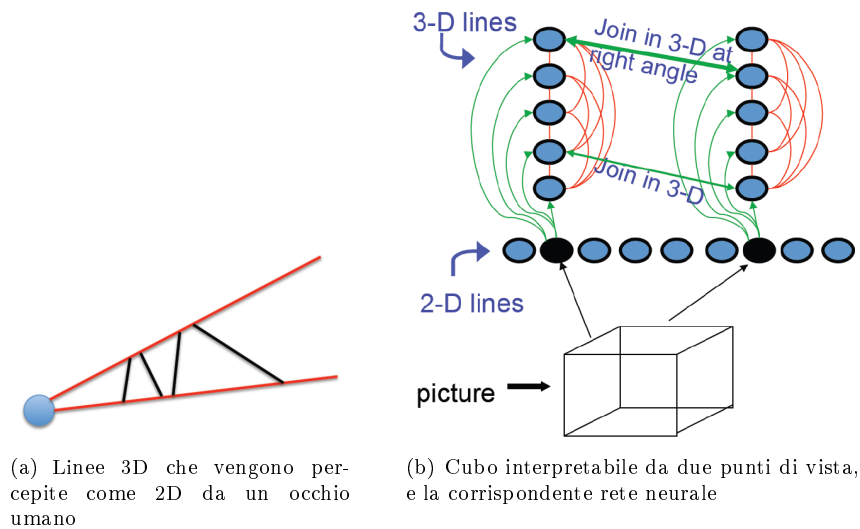 3-D lines
Join in 3-D at
right angle
Join in 3-D
2-D lines
picture
(a) Linee 3D che vengono per-
cepite come 2D da un occhio
umano
(b) Cubo interpretabile da due punti di vista,
e la corrispondente rete neurale